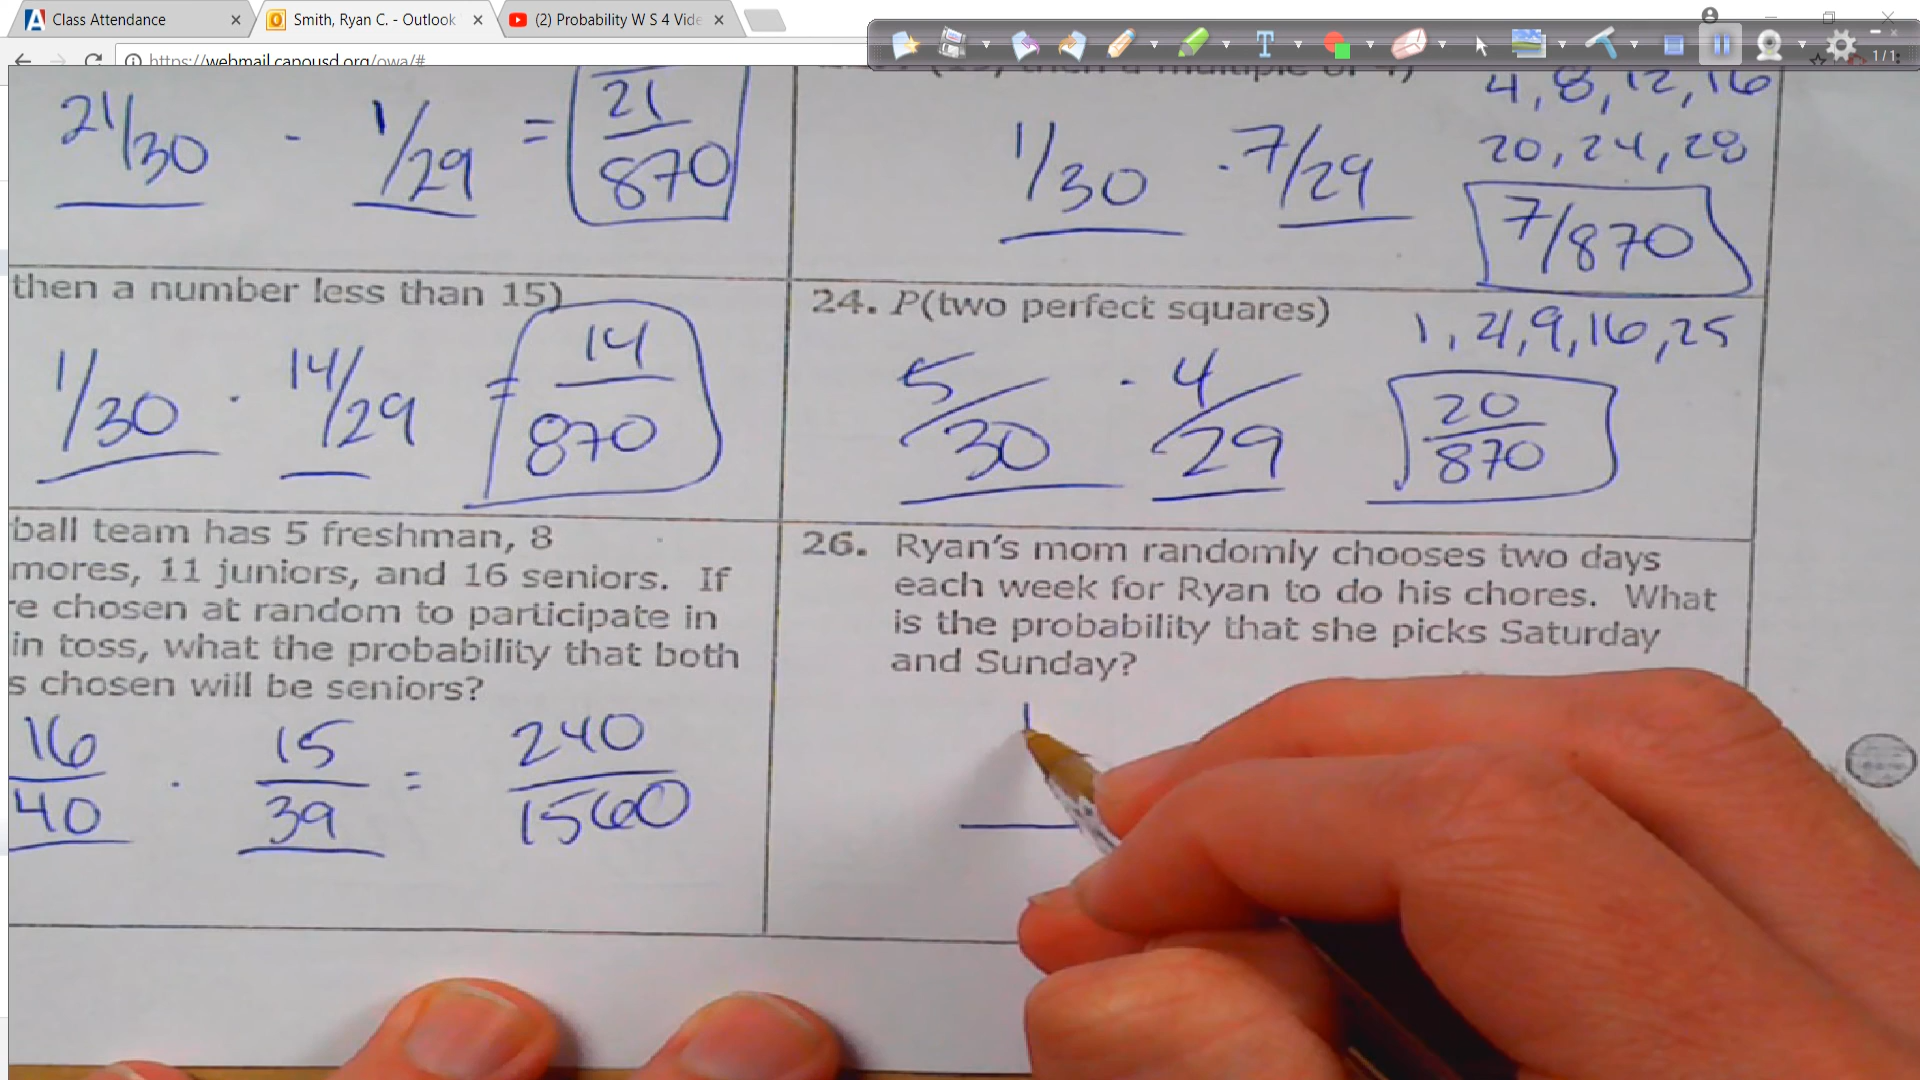 Class Attendance
Smith, Ryan C. - Outlook
(2) Probability W S 4 Vide
https://webmail.capousd.org/owa/#
1/1
21/30 · 1/29 = 21/870
4, 8, 12, 16
20, 24, 28
1/30 · 7/29
7/870
then a number less than 15)
1/30 · 14/29 = 14/870
24. P(two perfect squares)
1, 4, 9, 16, 25
5/30 · 4/29
20/870
ball team has 5 freshman, 8
mores, 11 juniors, and 16 seniors. If
e chosen at random to participate in
in toss, what the probability that both
s chosen will be seniors?
16/40 · 15/39 = 240/1560
26. Ryan's mom randomly chooses two days
each week for Ryan to do his chores. What
is the probability that she picks Saturday
and Sunday?
1